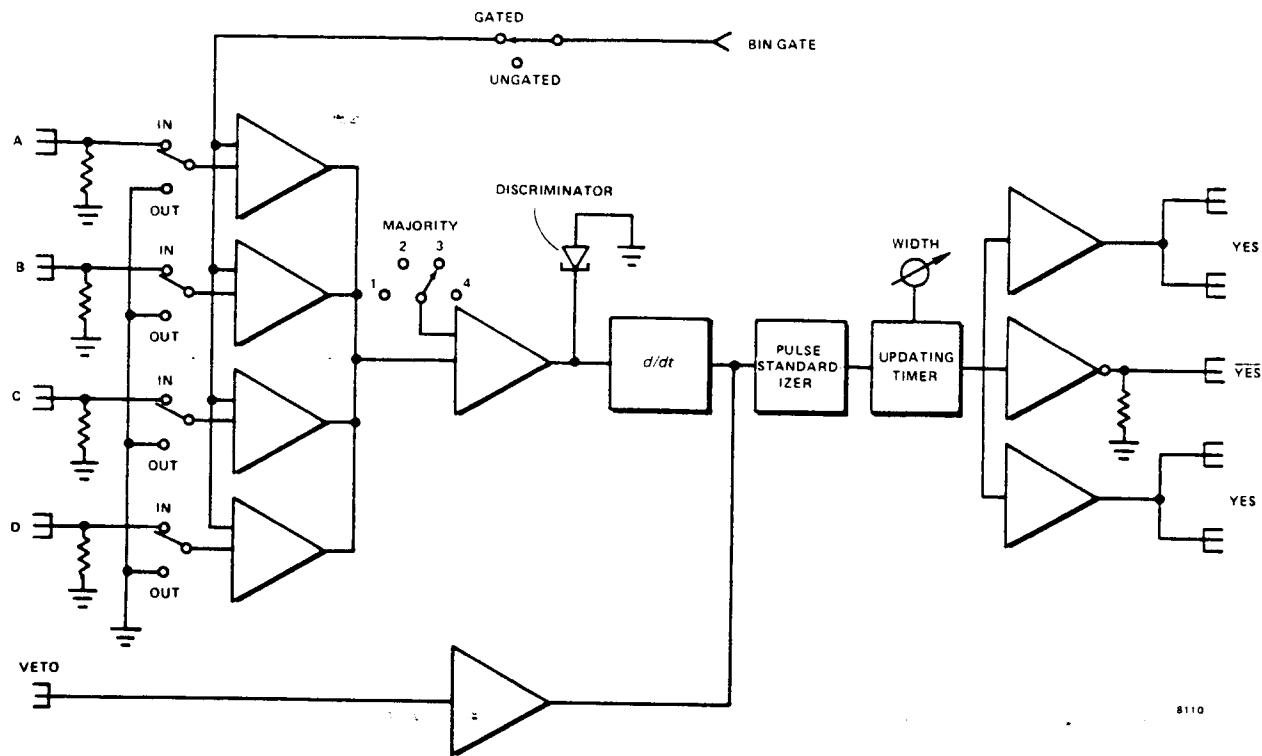 GATED
BIN GATE
UNGATED
A
IN
OUT
B
IN
OUT
C
IN
OUT
D
IN
OUT
VETO
MAJORITY
1
2
3
4
DISCRIMINATOR
d/dt
PULSE
STANDARD
IZER
WIDTH
UPDATING
TIMER
YES
Y̅E̅S̅
YES
8110